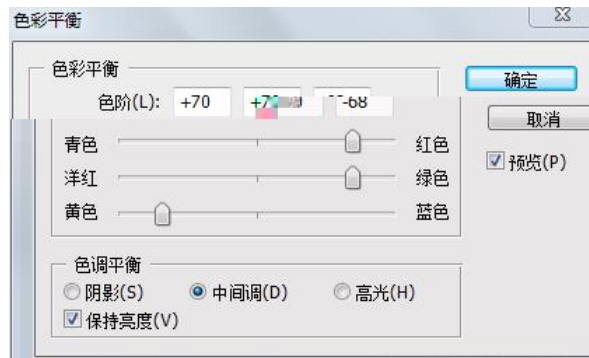 色彩平衡
色彩平衡
确定
色阶(L): +70 -68
取消
青色 红色
预览(P)
洋红 绿色
黄色 蓝色
色调平衡
阴影(S) 中间调(D) 高光(H)
保持亮度(V)